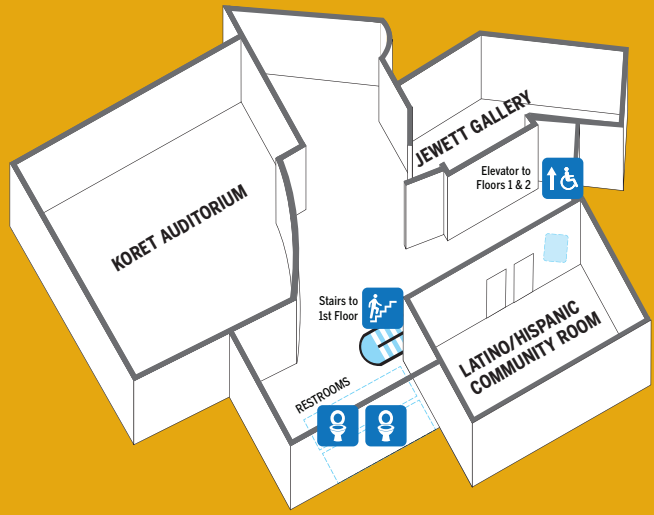 JEWETT GALLERY
Elevator to
Floors 1 & 2
KORET AUDITORIUM
Stairs to
1st Floor
LATINO/HISPANIC
COMMUNITY ROOM
RESTROOMS